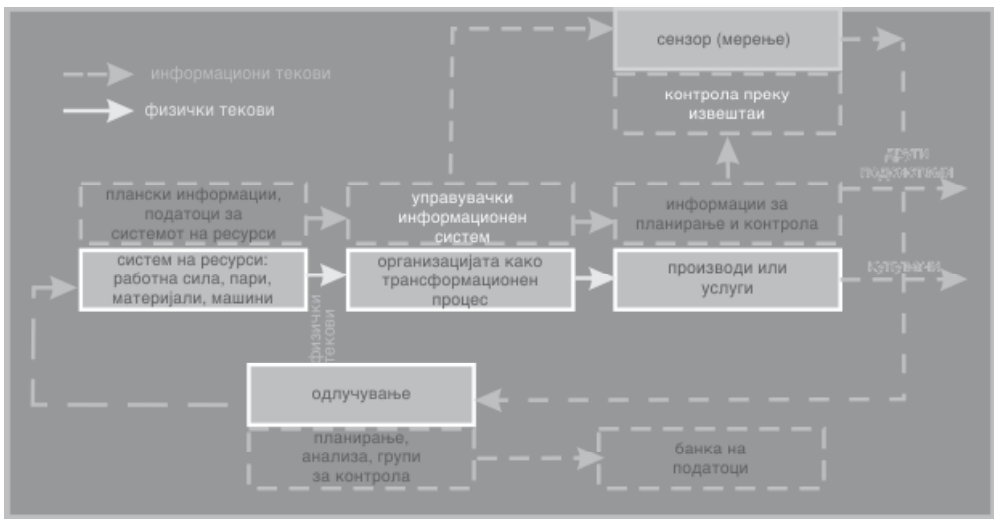 сензор (мерење)
информациони текови
контрола преку
извештаи
физички текови
други
подсистеми
плански информации,
податоци за
системот на ресурси
управувачки
информационен
систем
информации за
планирање и контрола
систем на ресурси:
работна сила, пари,
материјали, машини
организацијата како
трансформационен
процес
производи или
услуги
купувачи
физички
текови
одлучување
планирање,
анализа, групи
за контрола
банка на
податоци